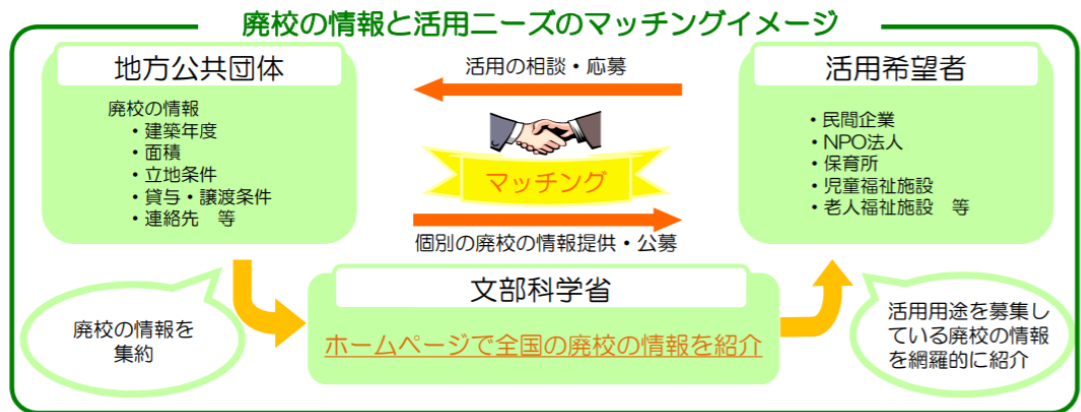 廃校の情報と活用ニーズのマッチングイメージ
地方公共団体
廃校の情報
・建築年度
・面積
・立地条件
・貸与・譲渡条件
・連絡先　等
活用の相談・応募
マッチング
個別の廃校の情報提供・公募
活用希望者
・民間企業
・NPO法人
・保育所
・児童福祉施設
・老人福祉施設　等
廃校の情報を
集約
文部科学省
ホームページで全国の廃校の情報を紹介
活用用途を募集し
ている廃校の情報
を網羅的に紹介